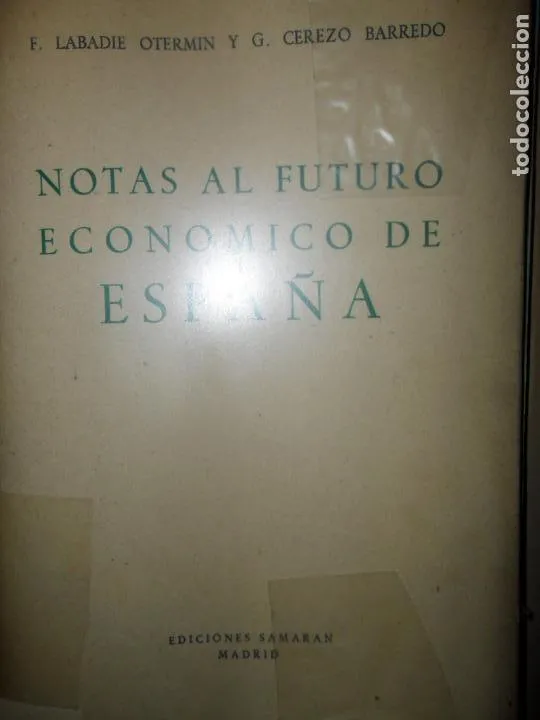 F. LABADIE OTERMIN Y G. CEREZO BARREDO
NOTAS AL FUTURO
ECONOMICO DE
ESPAÑA
EDICIONES SAMARAN
MADRID
todocoleccion